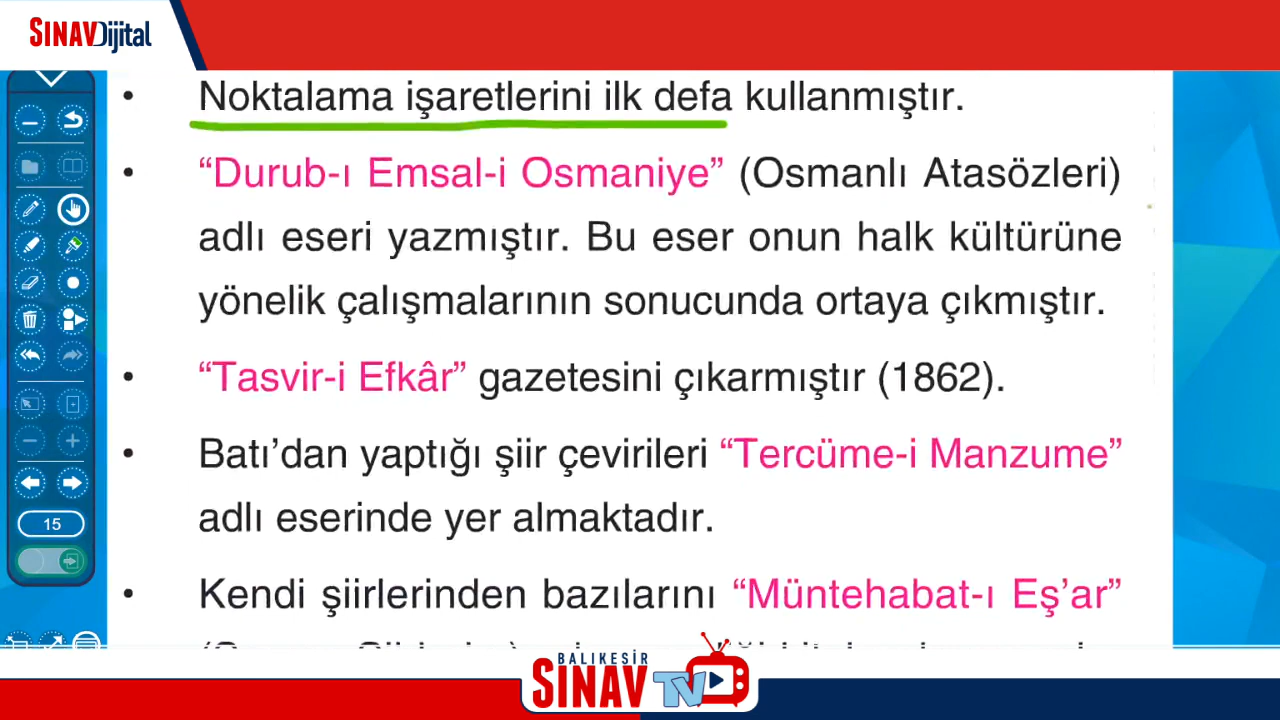 SINAVDijital
• Noktalama işaretlerini ilk defa kullanmıştır.
• “Durub-ı Emsal-i Osmaniye” (Osmanlı Atasözleri)
adlı eseri yazmıştır. Bu eser onun halk kültürüne
yönelik çalışmalarının sonucunda ortaya çıkmıştır.
• “Tasvir-i Efkâr” gazetesini çıkarmıştır (1862).
• Batı’dan yaptığı şiir çevirileri “Tercüme-i Manzume”
adlı eserinde yer almaktadır.
• Kendi şiirlerinden bazılarını “Müntehabat-ı Eş’ar”
15
BALIKESİR
SINAV TV